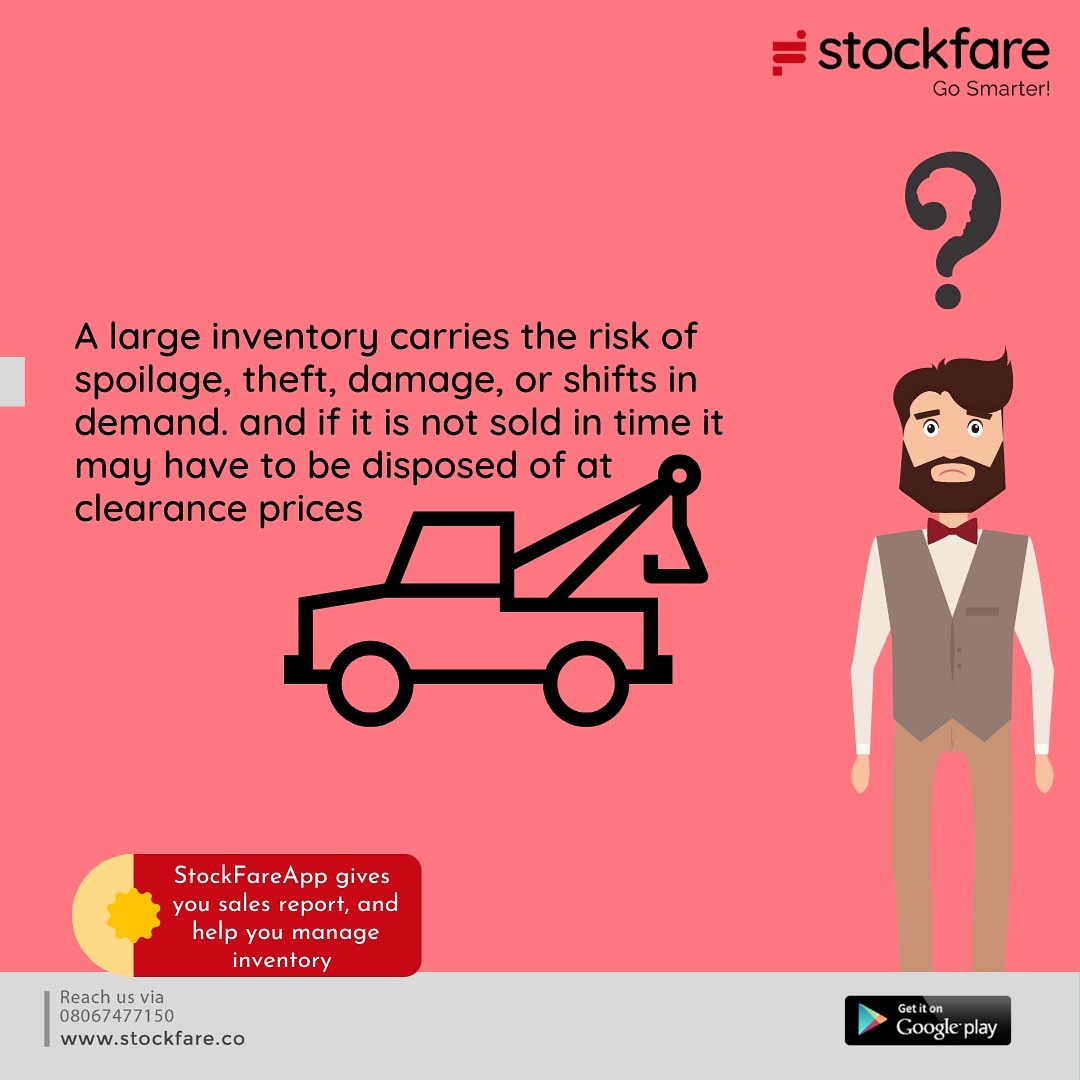 stockfare
Go Smarter!
A large inventory carries the risk of
spoilage, theft, damage, or shifts in
demand. and if it is not sold in time it
may have to be disposed of at
clearance prices
StockFareApp gives
you sales report, and
help you manage
inventory
Reach us via
08067477150
www.stockfare.co
Get it on
Google play